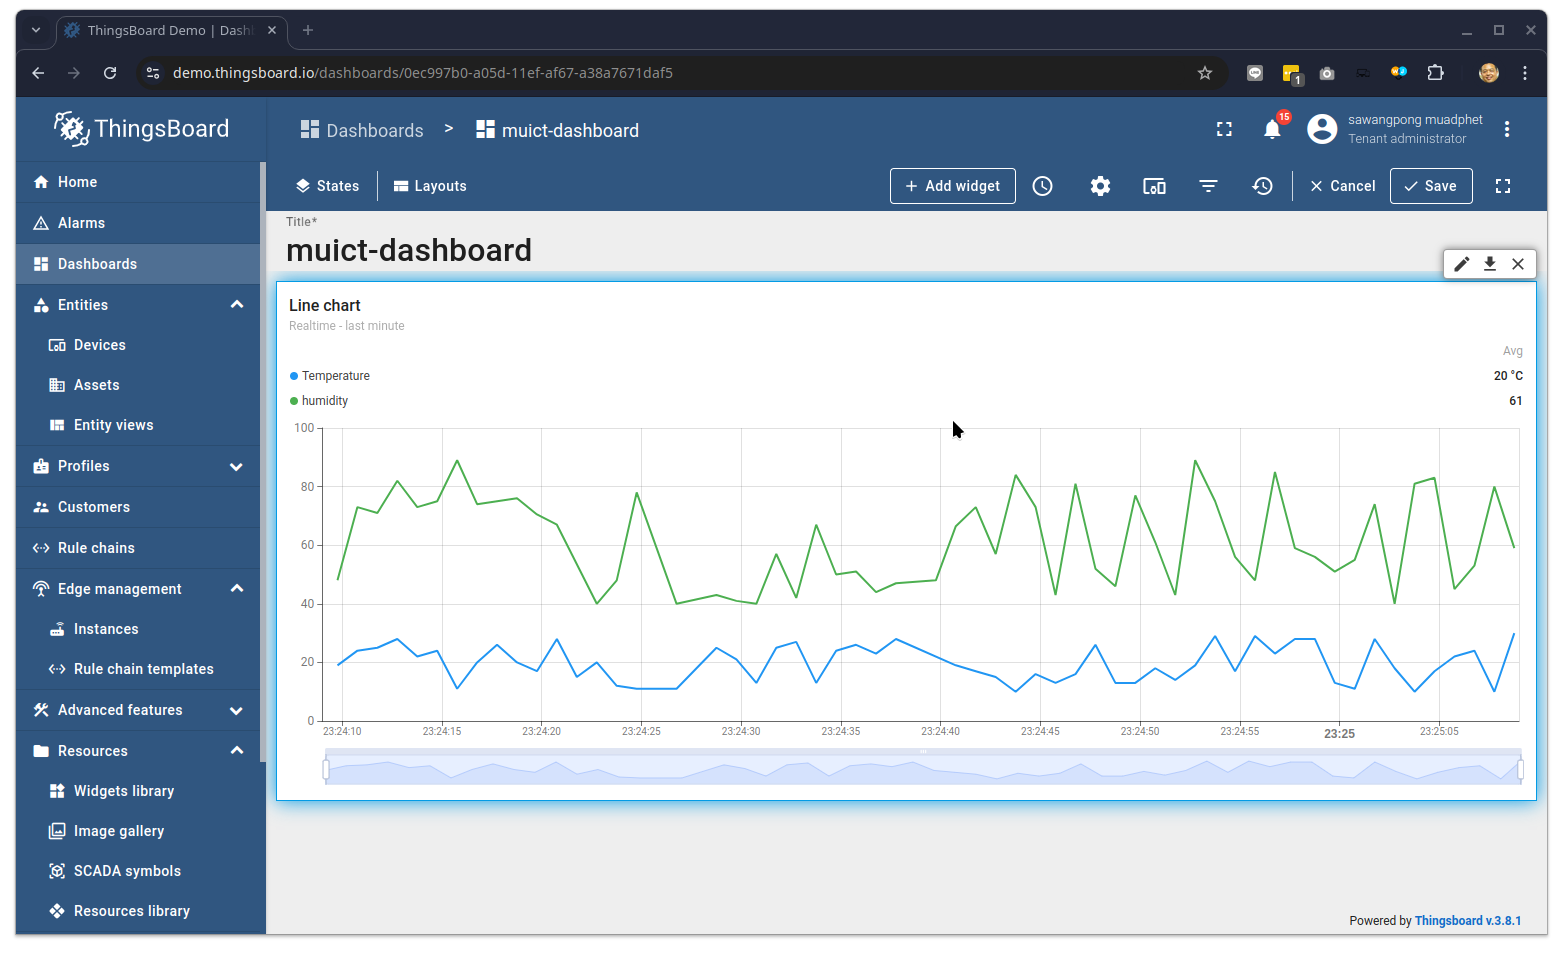 ThingsBoard Demo | Dash
demo.thingsboard.io/dashboards/0ec997b0-a05d-11ef-af67-a38a7671daf5
1
ThingsBoard
Dashboards > muict-dashboard
15
sawangpong muadphet
Tenant administrator
States
Layouts
+ Add widget
Cancel
Save
Home
Alarms
Dashboards
Entities
Devices
Assets
Entity views
Profiles
Customers
Rule chains
Edge management
Instances
Rule chain templates
Advanced features
Resources
Widgets library
Image gallery
SCADA symbols
Resources library
Title*
muict-dashboard
Line chart
Realtime - last minute
Avg
Temperature 20 °C
humidity 61
100
80
60
40
20
0
23:24:10 23:24:15 23:24:20 23:24:25 23:24:30 23:24:35 23:24:40 23:24:45 23:24:50 23:24:55 23:25 23:25:05
Powered by Thingsboard v.3.8.1